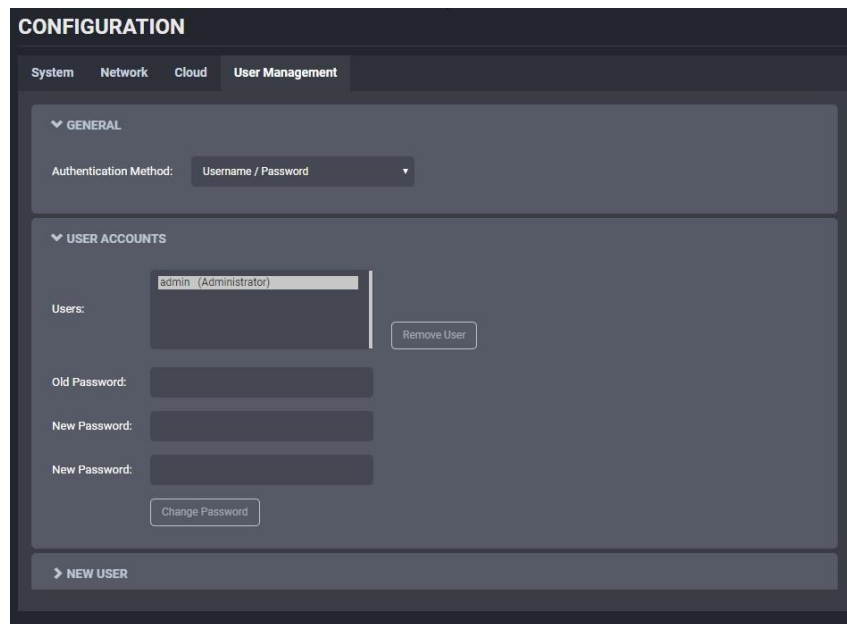 CONFIGURATION
System Network Cloud User Management
GENERAL
Authentication Method: Username / Password
USER ACCOUNTS
admin (Administrator)
Users:
Remove User
Old Password:
New Password:
New Password:
Change Password
NEW USER